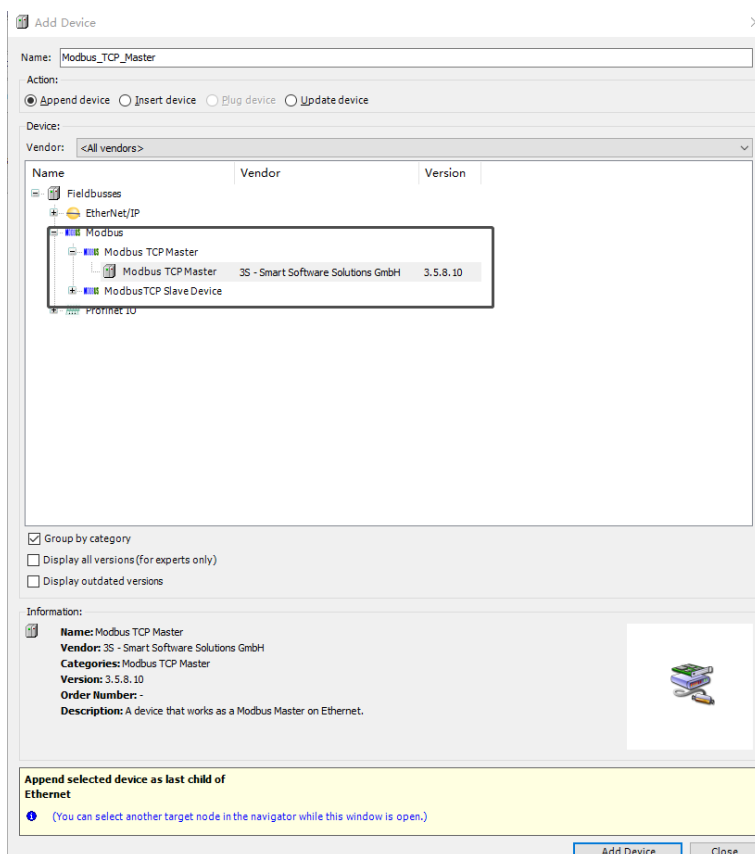 Add Device
Name: Modbus_TCP_Master
Action:
Append device Insert device Plug device Update device
Device:
Vendor: <All vendors>
Name Vendor Version
Fieldbusses
EtherNet/IP
Modbus
Modbus TCP Master
Modbus TCP Master 3S - Smart Software Solutions GmbH 3.5.8.10
ModbusTCP Slave Device
Profinet IO
Group by category
Display all versions (for experts only)
Display outdated versions
Information:
Name: Modbus TCP Master
Vendor: 3S - Smart Software Solutions GmbH
Categories: Modbus TCP Master
Version: 3.5.8.10
Order Number: -
Description: A device that works as a Modbus Master on Ethernet.
Append selected device as last child of
Ethernet
(You can select another target node in the navigator while this window is open.)
Add Device Close